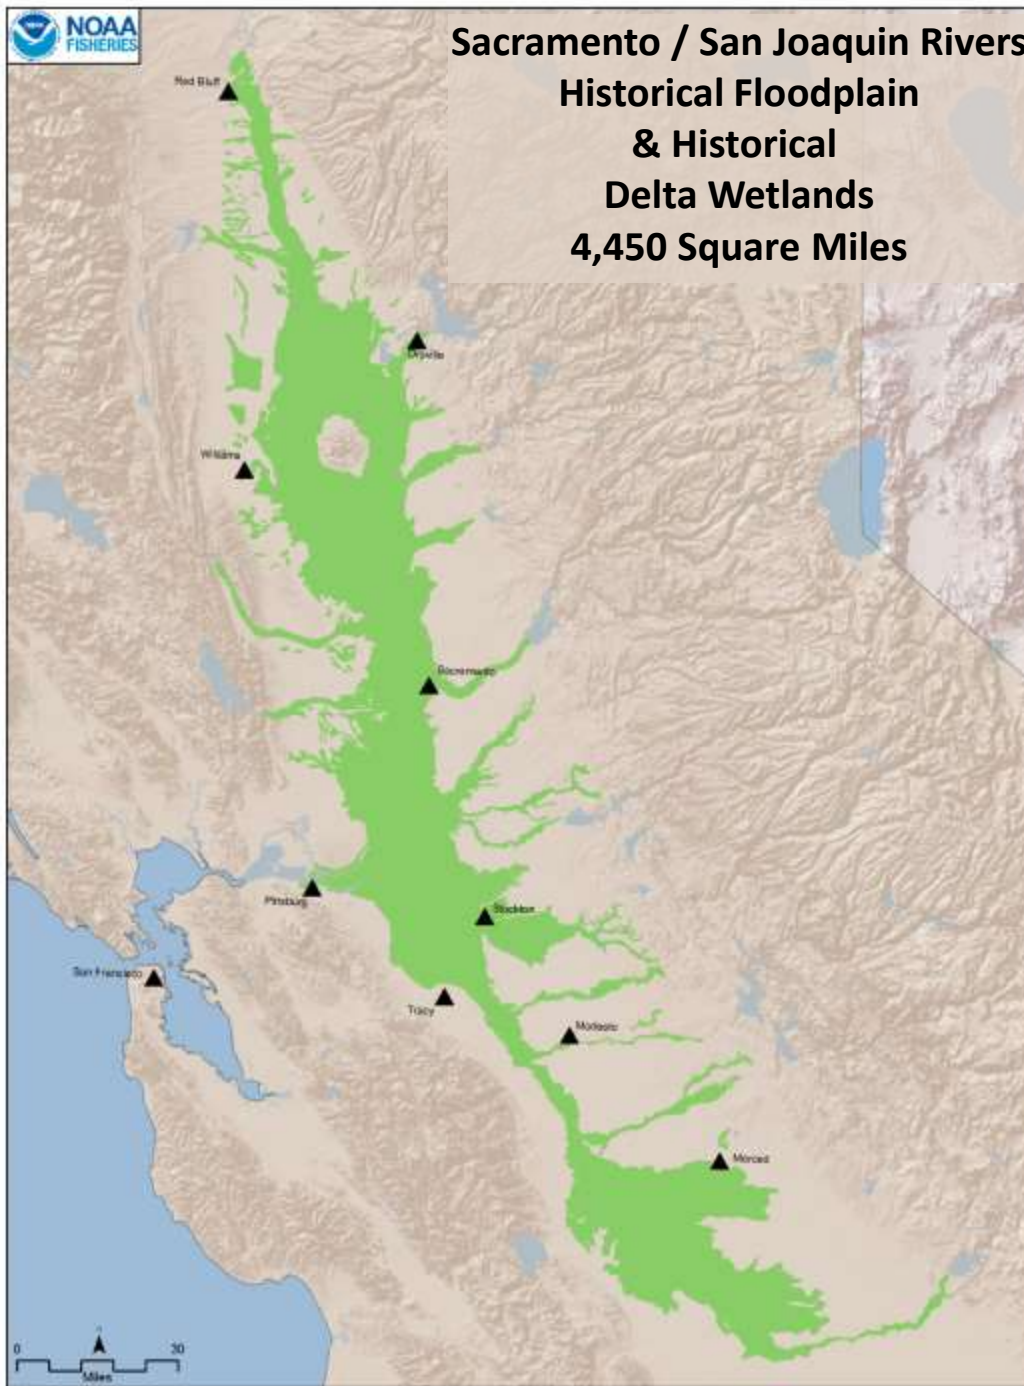 NOAA
FISHERIES
Sacramento / San Joaquin Rivers
Historical Floodplain
& Historical
Delta Wetlands
4,450 Square Miles
Red Bluff
Oroville
Williams
Sacramento
Pittsburg
Stockton
San Francisco
Tracy
Modesto
Merced
0
30
Miles